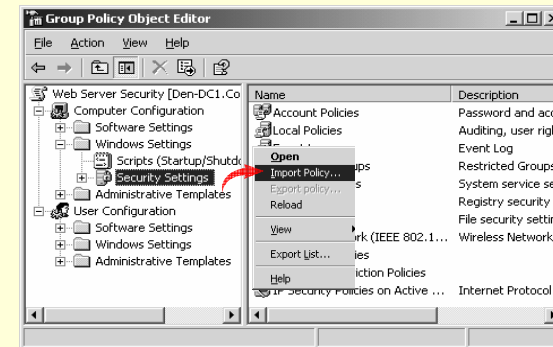 Group Policy Object Editor
File Action View Help
Web Server Security [Den-DC1.Co
Computer Configuration
Software Settings
Windows Settings
Scripts (Startup/Shutdo
Security Settings
Administrative Templates
User Configuration
Software Settings
Windows Settings
Administrative Templates
Name Description
Account Policies Password and acc
Local Policies Auditing, user righ
Event Log
ups Restricted Groups
s System service se
Registry security
File security settin
rk (IEEE 802.1... Wireless Network
ies
iction Policies
IP Security Policies on Active ... Internet Protocol
Open
Import Policy...
Export policy...
Reload
View
Export List...
Help